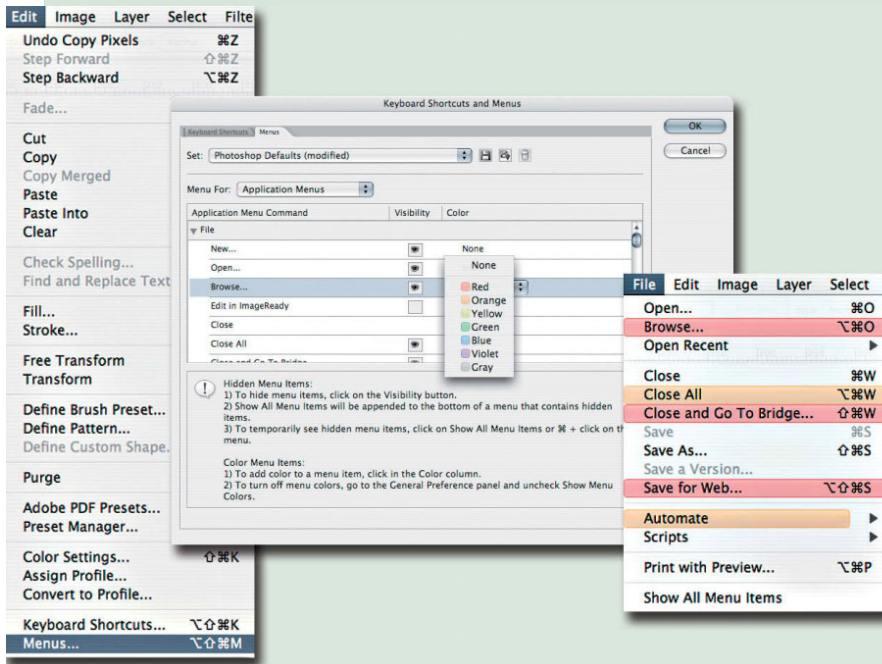 Edit Image Layer Select Filte
Undo Copy Pixels ⌘Z
Step Forward ⇧⌘Z
Step Backward ⌥⌘Z
Fade...
Cut
Copy
Copy Merged
Paste
Paste Into
Clear
Check Spelling...
Find and Replace Text
Fill...
Stroke...
Free Transform
Transform
Define Brush Preset...
Define Pattern...
Define Custom Shape.
Purge
Adobe PDF Presets...
Preset Manager...
Color Settings... ⇧⌘K
Assign Profile...
Convert to Profile...
Keyboard Shortcuts... ⌥⇧⌘K
Menus... ⌥⇧⌘M
Keyboard Shortcuts and Menus
Keyboard Shortcuts Menus
OK
Cancel
Set: Photoshop Defaults (modified)
Menu For: Application Menus
Application Menu Command Visibility Color
File
New... None
Open...
Browse...
Edit in ImageReady
Close
Close All
Close and Go To Bridge
None
Red
Orange
Yellow
Green
Blue
Violet
Gray
Hidden Menu Items:
1) To hide menu items, click on the Visibility button.
2) Show All Menu Items will be appended to the bottom of a menu that contains hidden
items.
3) To temporarily see hidden menu items, click on Show All Menu Items or ⌘ + click on th
menu.
Color Menu Items:
1) To add color to a menu item, click in the Color column.
2) To turn off menu colors, go to the General Preference panel and uncheck Show Menu
Colors.
File Edit Image Layer Select
Open... ⌘O
Browse... ⌥⌘O
Open Recent
Close ⌘W
Close All ⌥⌘W
Close and Go To Bridge... ⇧⌘W
Save ⌘S
Save As... ⇧⌘S
Save a Version...
Save for Web... ⌥⇧⌘S
Automate
Scripts
Print with Preview... ⌥⌘P
Show All Menu Items